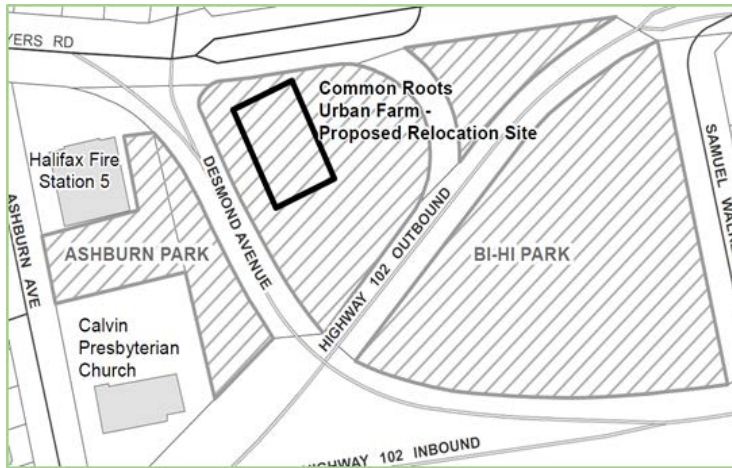 YERS RD
Common Roots
Urban Farm -
Proposed Relocation Site
Halifax Fire
Station 5
DESMOND AVENUE
SAMUEL
ASHBURN AVE
ASHBURN PARK
HIGHWAY 102 OUTBOUND
BI-HI PARK
Calvin
Presbyterian
Church
HIGHWAY 102 INBOUND